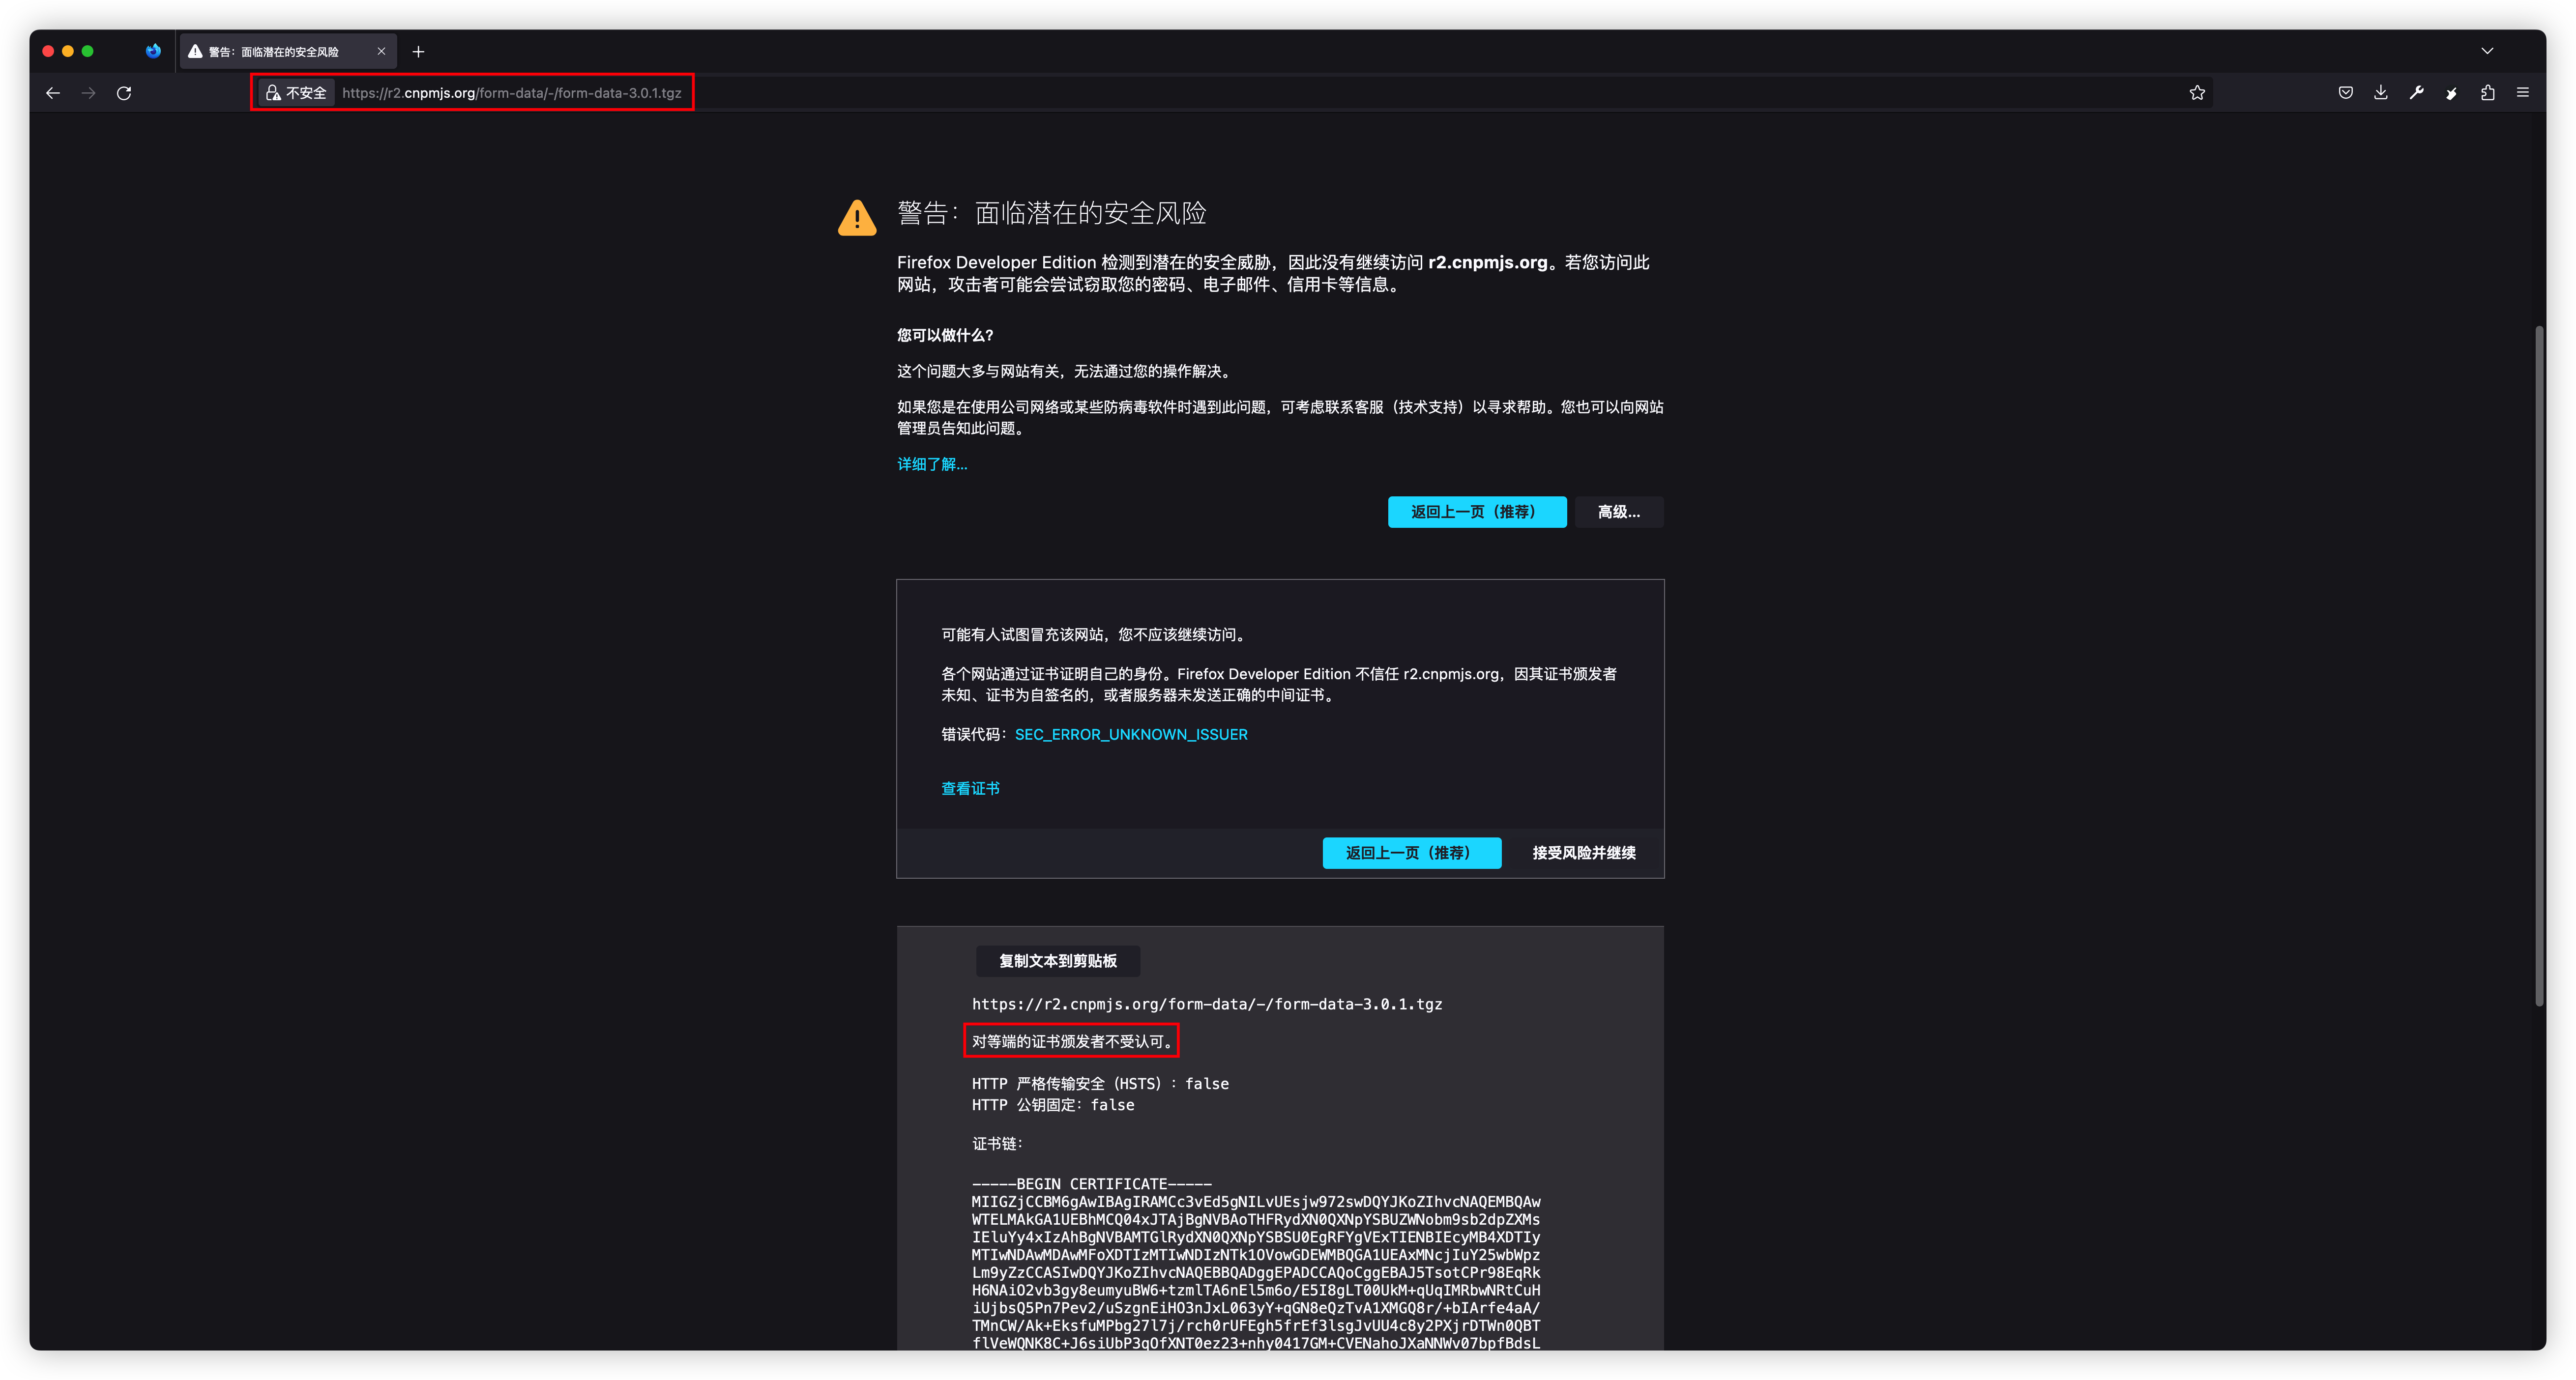 警告：面临潜在的安全风险
不安全 https://r2.cnpmjs.org/form-data/-/form-data-3.0.1.tgz
警告：面临潜在的安全风险
Firefox Developer Edition 检测到潜在的安全威胁，因此没有继续访问 r2.cnpmjs.org。若您访问此
网站，攻击者可能会尝试窃取您的密码、电子邮件、信用卡等信息。
您可以做什么？
这个问题大多与网站有关，无法通过您的操作解决。
如果您是在使用公司网络或某些防病毒软件时遇到此问题，可考虑联系客服（技术支持）以寻求帮助。您也可以向网站
管理员告知此问题。
详细了解…
返回上一页（推荐） 高级…
可能有人试图冒充该网站，您不应该继续访问。
各个网站通过证书证明自己的身份。Firefox Developer Edition 不信任 r2.cnpmjs.org，因其证书颁发者
未知、证书为自签名的，或者服务器未发送正确的中间证书。
错误代码：SEC_ERROR_UNKNOWN_ISSUER
查看证书
返回上一页（推荐） 接受风险并继续
复制文本到剪贴板
https://r2.cnpmjs.org/form-data/-/form-data-3.0.1.tgz
对等端的证书颁发者不受认可。
HTTP 严格传输安全（HSTS）：false
HTTP 公钥固定：false
证书链：
-----BEGIN CERTIFICATE-----
MIIGZjCCBM6gAwIBAgIRAMCc3vEd5gNILvUEsjw972swDQYJKoZIhvcNAQEMBQAw
WTELMAkGA1UEBhMCQ04xJTAjBgNVBAoTHFRydXN0QXNpYSBUZWNobm9sb2dpZXMs
IEluYy4xIzAhBgNVBAMTGlRydXN0QXNpYSBSU0EgRFYgVExTIENBIEcyMB4XDTIy
MTIwNDAwMDAwMFoXDTIzMTIwNDIzNTk1OVowGDEWMBQGA1UEAxMNcjIuY25wbWpz
Lm9yZzCCASIwDQYJKoZIhvcNAQEBBQADggEPADCCAQoCggEBAJ5TsotCPr98EqRk
H6NAiO2vb3gy8eumyuBW6+tzmlTA6nEl5m6o/E5I8gLT00UkM+qUqIMRbwNRtCuH
iUjbsQ5Pn7Pev2/uSzgnEiHO3nJxL063yY+qGN8eQzTvA1XMGQ8r/+bIArfe4aA/
TMnCW/Ak+EksfuMPbg27l7j/rch0rUFEgh5frEf3lsgJvUU4c8y2PXjrDTWn0QBT
flVeWQNK8C+J6siUbP3qOfXNT0ez23+nhy0417GM+CVENahoJXaNNWv07bpfBdsL